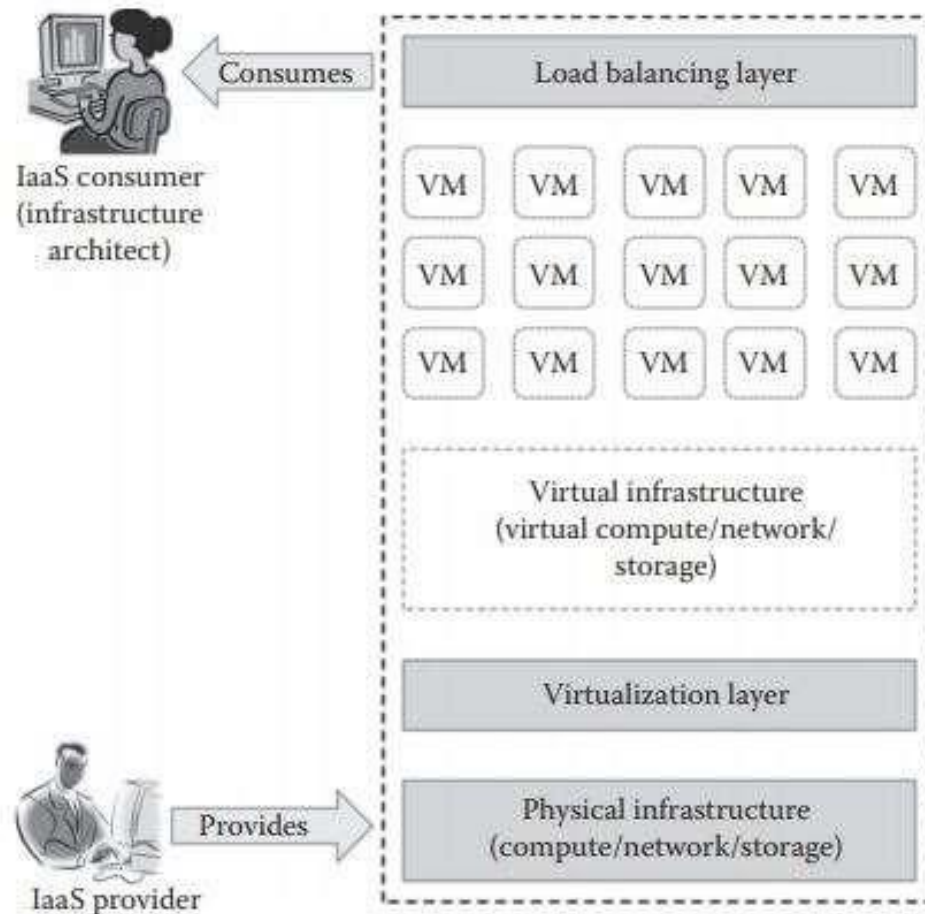 Consumes
Load balancing layer
IaaS consumer
(infrastructure
architect)
VM VM VM VM VM
VM VM VM VM VM
VM VM VM VM VM
Virtual infrastructure
(virtual compute/network/
storage)
Virtualization layer
Provides
Physical infrastructure
(compute/network/storage)
IaaS provider